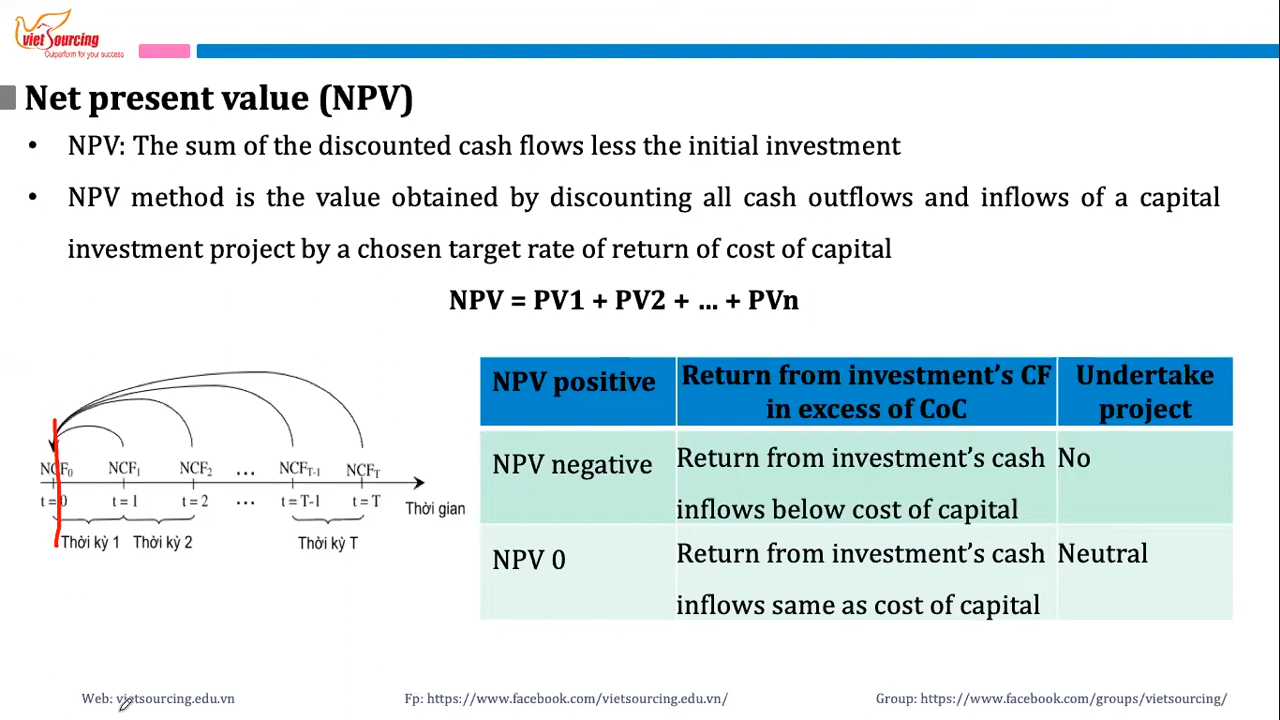 vietSourcing
Outperform for your success
Net present value (NPV)
• NPV: The sum of the discounted cash flows less the initial investment
• NPV method is the value obtained by discounting all cash outflows and inflows of a capital
investment project by a chosen target rate of return of cost of capital
NPV = PV1 + PV2 + ... + PVn
NCF0 NCF1 NCF2 ... NCFT-1 NCFT
t = 0 t = 1 t = 2 ... t = T-1 t = T Thời gian
Thời kỳ 1 Thời kỳ 2 Thời kỳ T
NPV positive Return from investment's CF Undertake
in excess of CoC project
NPV negative Return from investment's cash No
inflows below cost of capital
NPV 0 Return from investment's cash Neutral
inflows same as cost of capital
Web: vietsourcing.edu.vn Fp: https://www.facebook.com/vietsourcing.edu.vn/ Group: https://www.facebook.com/groups/vietsourcing/